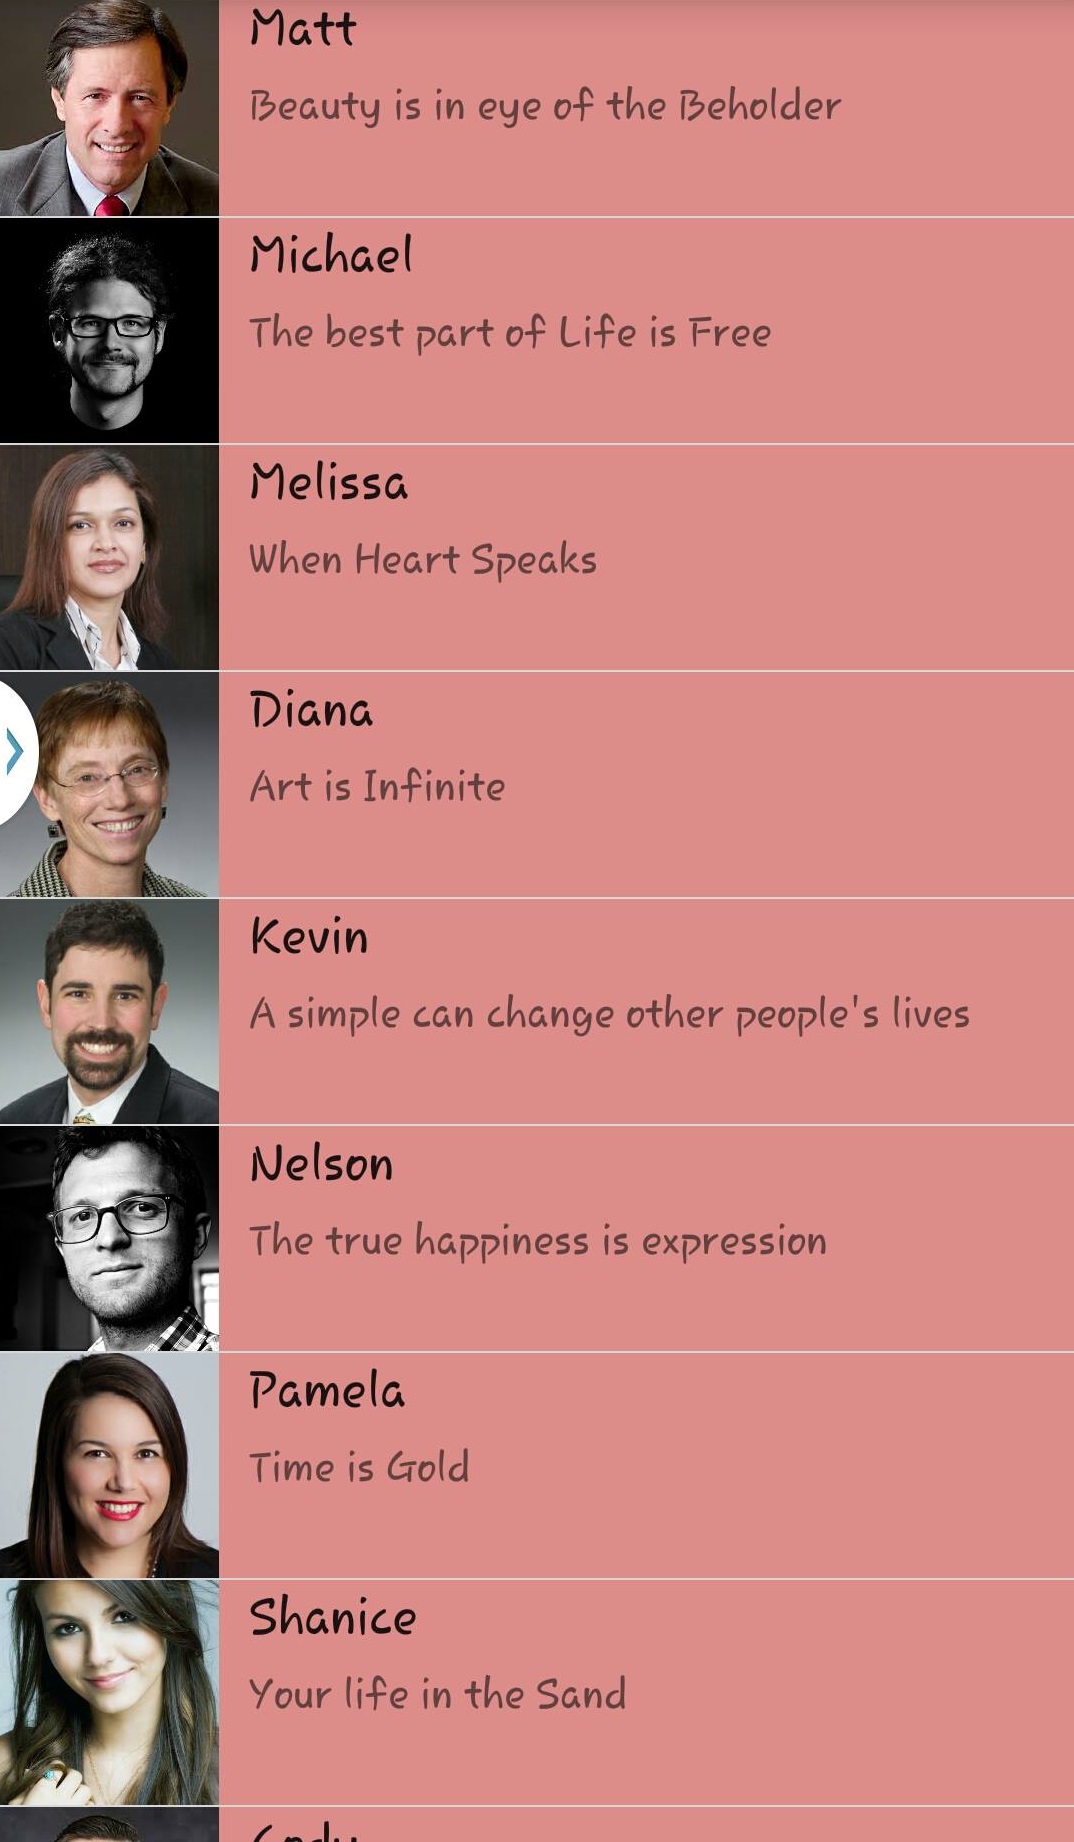 Matt
Beauty is in eye of the Beholder
Michael
The best part of Life is Free
Melissa
When Heart Speaks
Diana
Art is Infinite
Kevin
A simple can change other people's lives
Nelson
The true happiness is expression
Pamela
Time is Gold
Shanice
Your life in the Sand